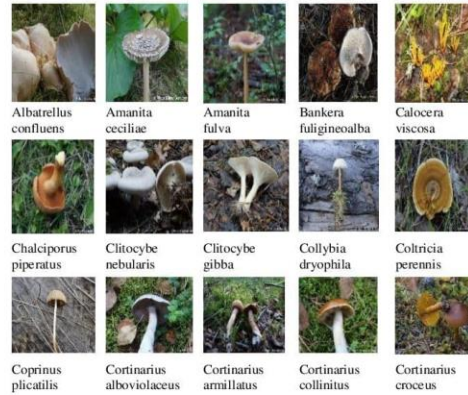 Albatrellus confluens
Amanita ceciliae
Amanita fulva
Bankera fuligineoalba
Calocera viscosa
Chalciporus piperatus
Clitocybe nebularis
Clitocybe gibba
Collybia dryophila
Coltricia perennis
Coprinus plicatilis
Cortinarius alboviolaceus
Cortinarius armillatus
Cortinarius collinitus
Cortinarius croceus